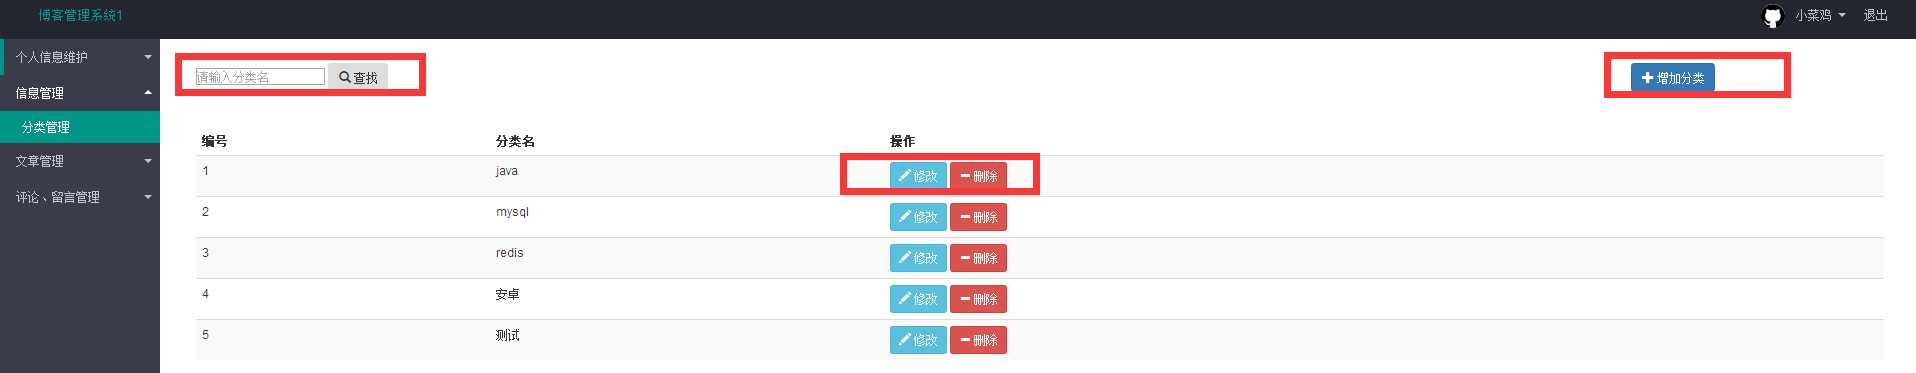 博客管理系统1
小菜鸡 退出
个人信息维护
信息管理
分类管理
文章管理
评论、留言管理
请输入分类名 查找
增加分类
编号 分类名 操作
1 java 修改 删除
2 mysql 修改 删除
3 redis 修改 删除
4 安卓 修改 删除
5 测试 修改 删除